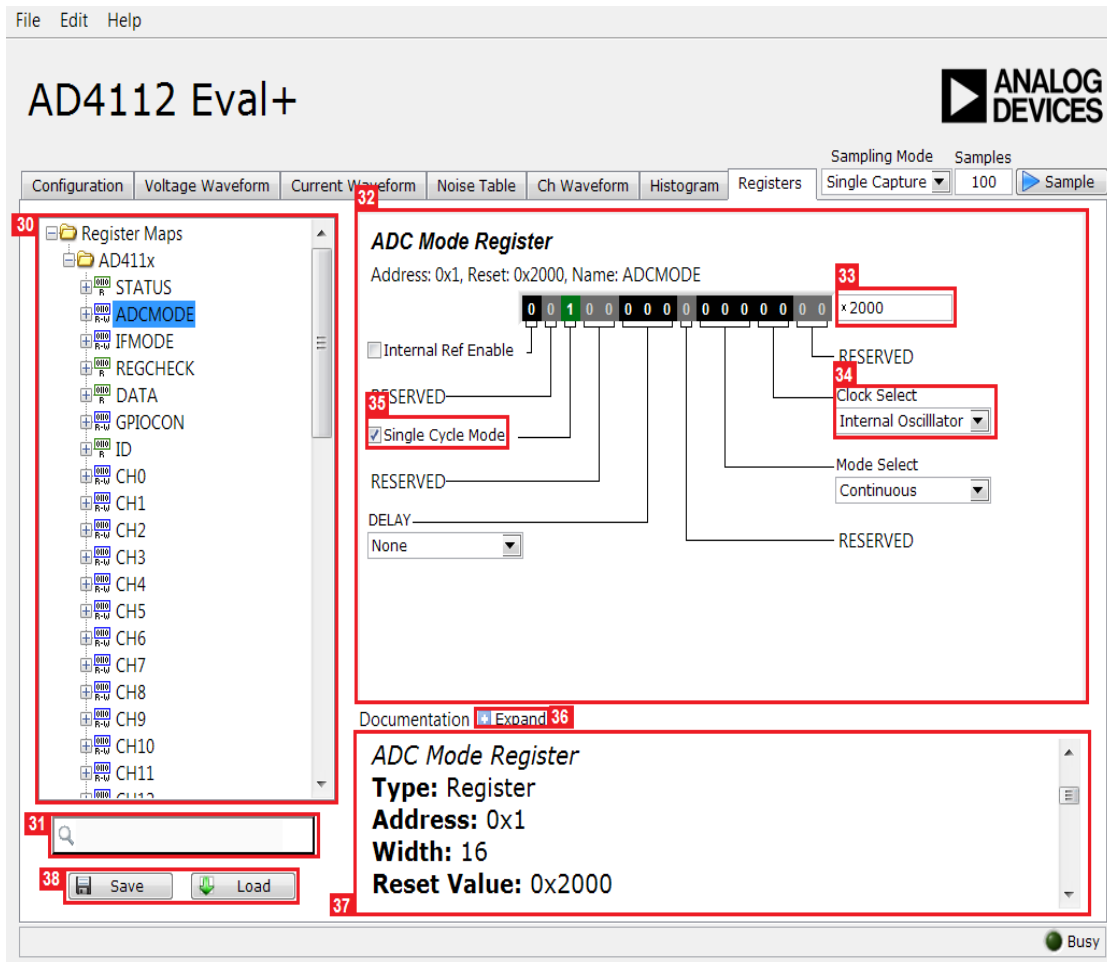 File Edit Help
AD4112 Eval+
ANALOG
DEVICES
Sampling Mode Samples
Configuration Voltage Waveform Current Waveform Noise Table Ch Waveform Histogram Registers Single Capture 100 Sample
32
30
Register Maps
AD411x
STATUS
ADCMODE
IFMODE
REGCHECK
DATA
GPIOCON
ID
CH0
CH1
CH2
CH3
CH4
CH5
CH6
CH7
CH8
CH9
CH10
CH11
CH12
31
38
Save Load
ADC Mode Register
Address: 0x1, Reset: 0x2000, Name: ADCMODE
33
0 0 1 0 0 0 0 0 0 0 0 0 0 0 0 0
x 2000
Internal Ref Enable
RESERVED
34
RESERVED
35
Clock Select
Internal Oscilllator
Single Cycle Mode
Mode Select
RESERVED
Continuous
DELAY
None
RESERVED
Documentation Expand 36
ADC Mode Register
Type: Register
Address: 0x1
Width: 16
Reset Value: 0x2000
37
Busy